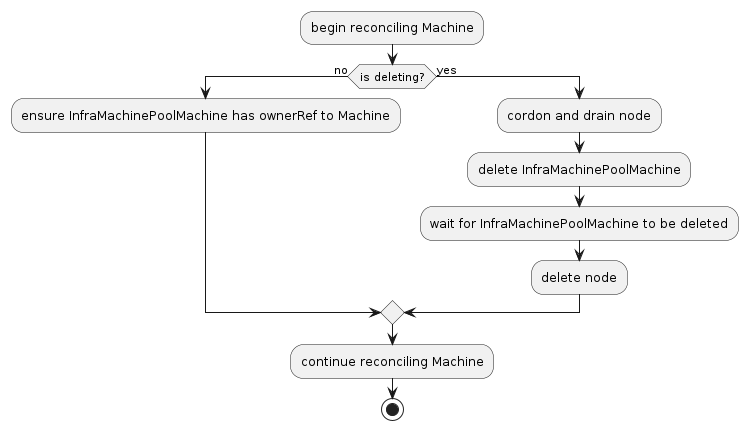 begin reconciling Machine
no
is deleting?
yes
ensure InfraMachinePoolMachine has ownerRef to Machine
cordon and drain node
delete InfraMachinePoolMachine
wait for InfraMachinePoolMachine to be deleted
delete node
continue reconciling Machine